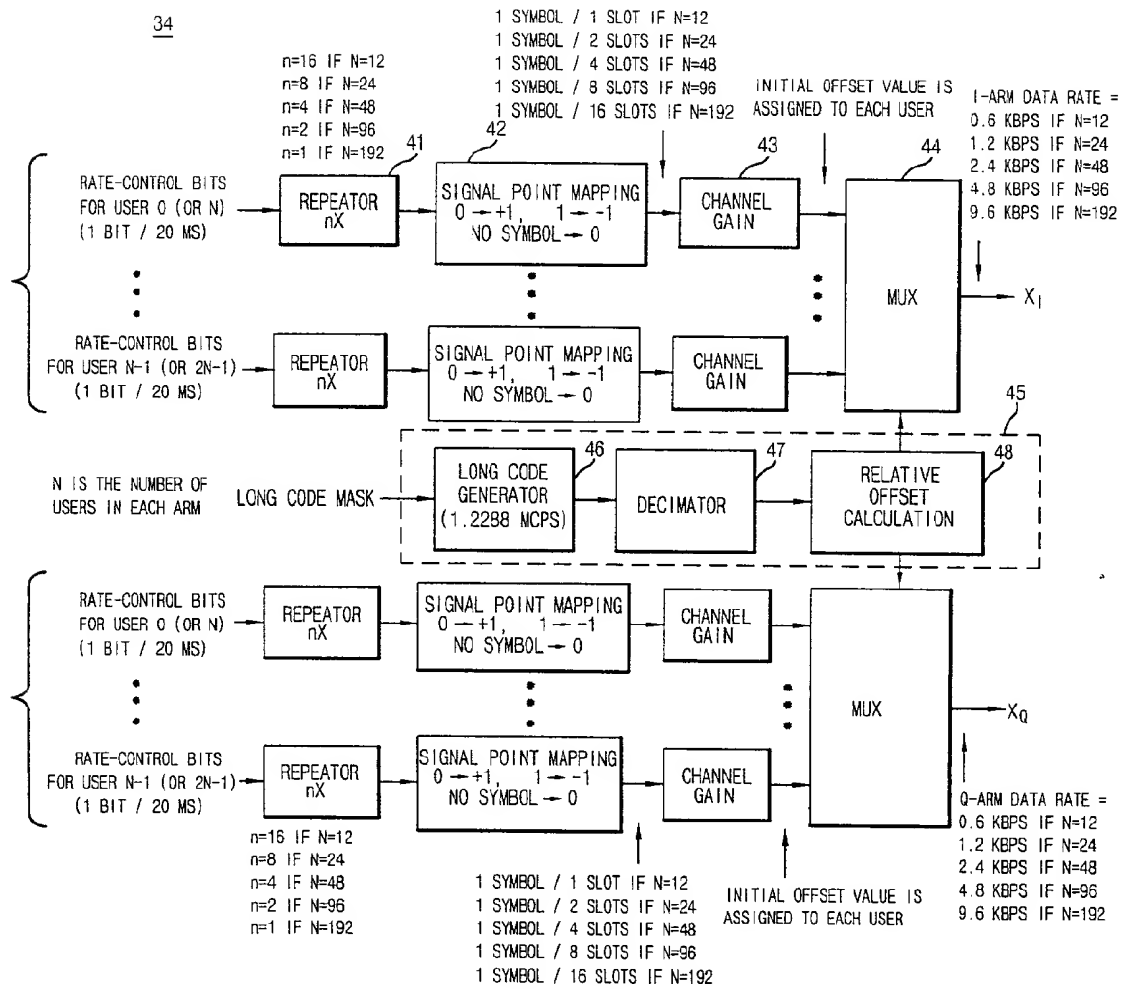 34
n=16 IF N=12
n=8 IF N=24
n=4 IF N=48
n=2 IF N=96
n=1 IF N=192
1 SYMBOL / 1 SLOT IF N=12
1 SYMBOL / 2 SLOTS IF N=24
1 SYMBOL / 4 SLOTS IF N=48
1 SYMBOL / 8 SLOTS IF N=96
1 SYMBOL / 16 SLOTS IF N=192
INITIAL OFFSET VALUE IS
ASSIGNED TO EACH USER
I-ARM DATA RATE =
0.6 KBPS IF N=12
1.2 KBPS IF N=24
2.4 KBPS IF N=48
4.8 KBPS IF N=96
9.6 KBPS IF N=192
41
42
43
44
RATE-CONTROL BITS
FOR USER 0 (OR N)
(1 BIT / 20 MS)
REPEATOR
nX
SIGNAL POINT MAPPING
0 → +1, 1 → -1
NO SYMBOL → 0
CHANNEL
GAIN
MUX
X_I
RATE-CONTROL BITS
FOR USER N-1 (OR 2N-1)
(1 BIT / 20 MS)
REPEATOR
nX
SIGNAL POINT MAPPING
0 → +1, 1 → -1
NO SYMBOL → 0
CHANNEL
GAIN
45
N IS THE NUMBER OF
USERS IN EACH ARM
LONG CODE MASK
46
LONG CODE
GENERATOR
(1.2288 MCPS)
47
DECIMATOR
48
RELATIVE
OFFSET
CALCULATION
RATE-CONTROL BITS
FOR USER 0 (OR N)
(1 BIT / 20 MS)
REPEATOR
nX
SIGNAL POINT MAPPING
0 → +1, 1 → -1
NO SYMBOL → 0
CHANNEL
GAIN
MUX
X_Q
RATE-CONTROL BITS
FOR USER N-1 (OR 2N-1)
(1 BIT / 20 MS)
REPEATOR
nX
SIGNAL POINT MAPPING
0 → +1, 1 → -1
NO SYMBOL → 0
CHANNEL
GAIN
n=16 IF N=12
n=8 IF N=24
n=4 IF N=48
n=2 IF N=96
n=1 IF N=192
1 SYMBOL / 1 SLOT IF N=12
1 SYMBOL / 2 SLOTS IF N=24
1 SYMBOL / 4 SLOTS IF N=48
1 SYMBOL / 8 SLOTS IF N=96
1 SYMBOL / 16 SLOTS IF N=192
INITIAL OFFSET VALUE IS
ASSIGNED TO EACH USER
Q-ARM DATA RATE =
0.6 KBPS IF N=12
1.2 KBPS IF N=24
2.4 KBPS IF N=48
4.8 KBPS IF N=96
9.6 KBPS IF N=192